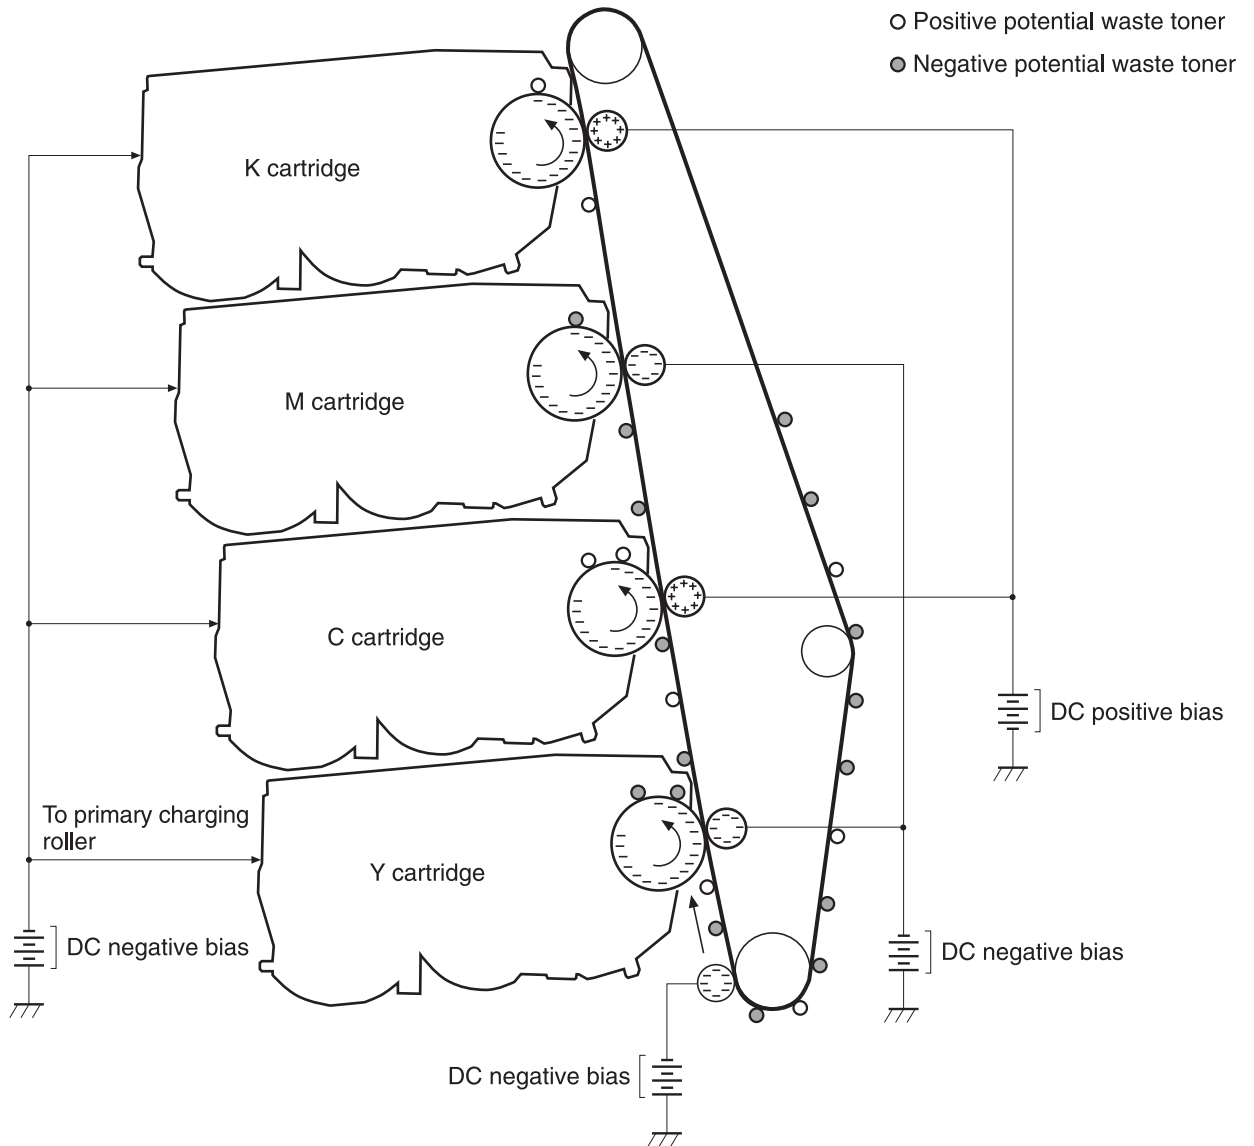 Positive potential waste toner
Negative potential waste toner
K cartridge
M cartridge
C cartridge
DC positive bias
To primary charging
roller
Y cartridge
DC negative bias
DC negative bias
DC negative bias